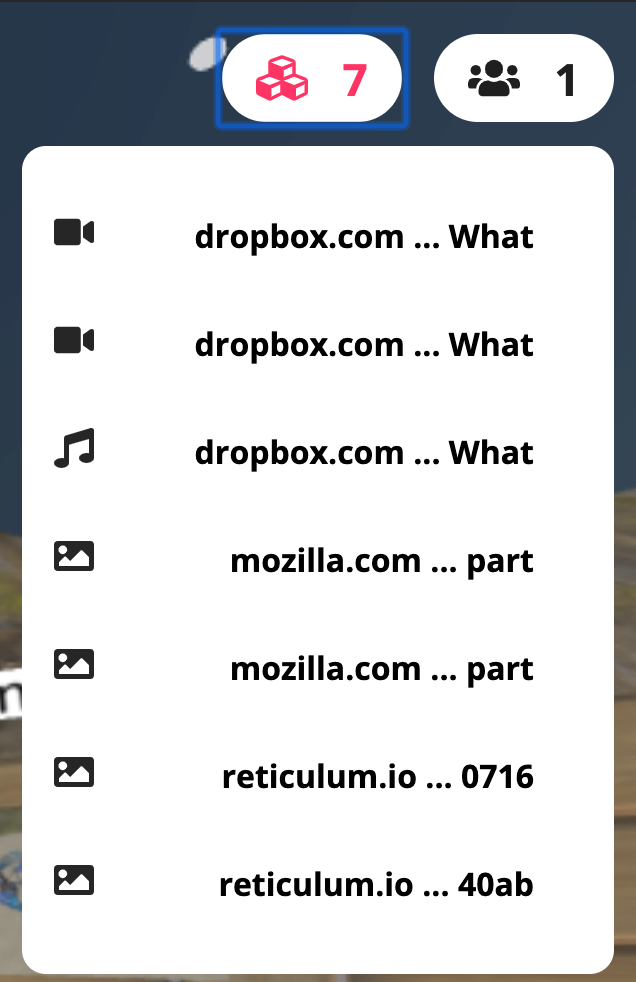 7
1
dropbox.com ... What
dropbox.com ... What
dropbox.com ... What
mozilla.com ... part
mozilla.com ... part
reticulum.io ... 0716
reticulum.io ... 40ab